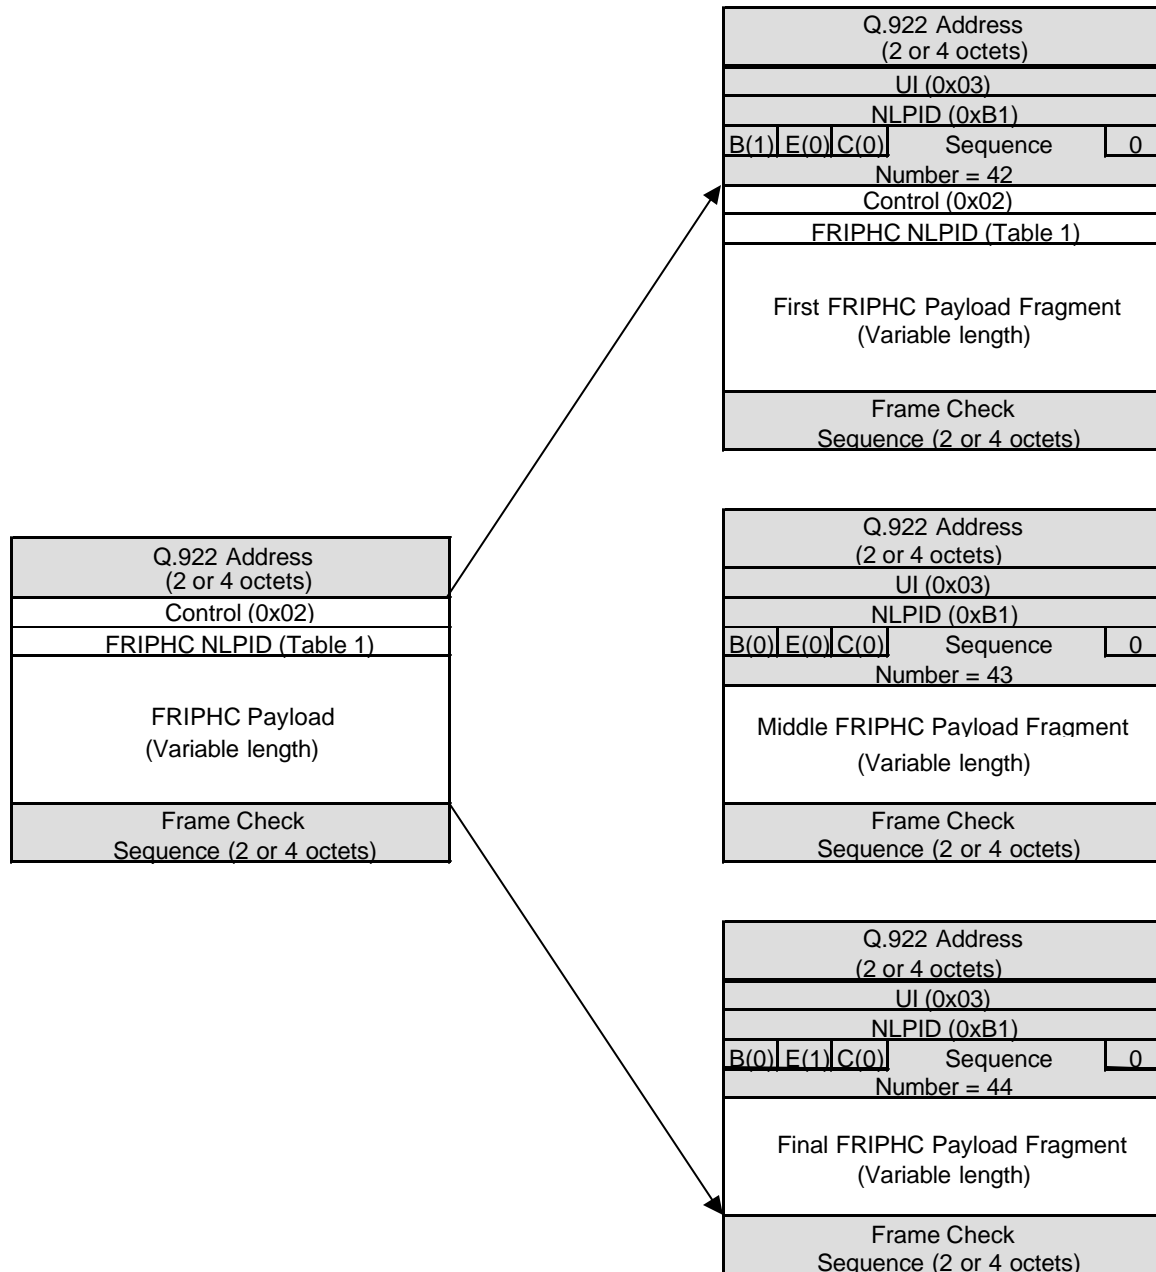 Q.922 Address
(2 or 4 octets)
Control (0x02)
FRIPHC NLPID (Table 1)
FRIPHC Payload
(Variable length)
Frame Check
Sequence (2 or 4 octets)
Q.922 Address
(2 or 4 octets)
UI (0x03)
NLPID (0xB1)
B(1) E(0) C(0) Sequence 0
Number = 42
Control (0x02)
FRIPHC NLPID (Table 1)
First FRIPHC Payload Fragment
(Variable length)
Frame Check
Sequence (2 or 4 octets)
Q.922 Address
(2 or 4 octets)
UI (0x03)
NLPID (0xB1)
B(0) E(0) C(0) Sequence 0
Number = 43
Middle FRIPHC Payload Fragment
(Variable length)
Frame Check
Sequence (2 or 4 octets)
Q.922 Address
(2 or 4 octets)
UI (0x03)
NLPID (0xB1)
B(0) E(1) C(0) Sequence 0
Number = 44
Final FRIPHC Payload Fragment
(Variable length)
Frame Check
Sequence (2 or 4 octets)